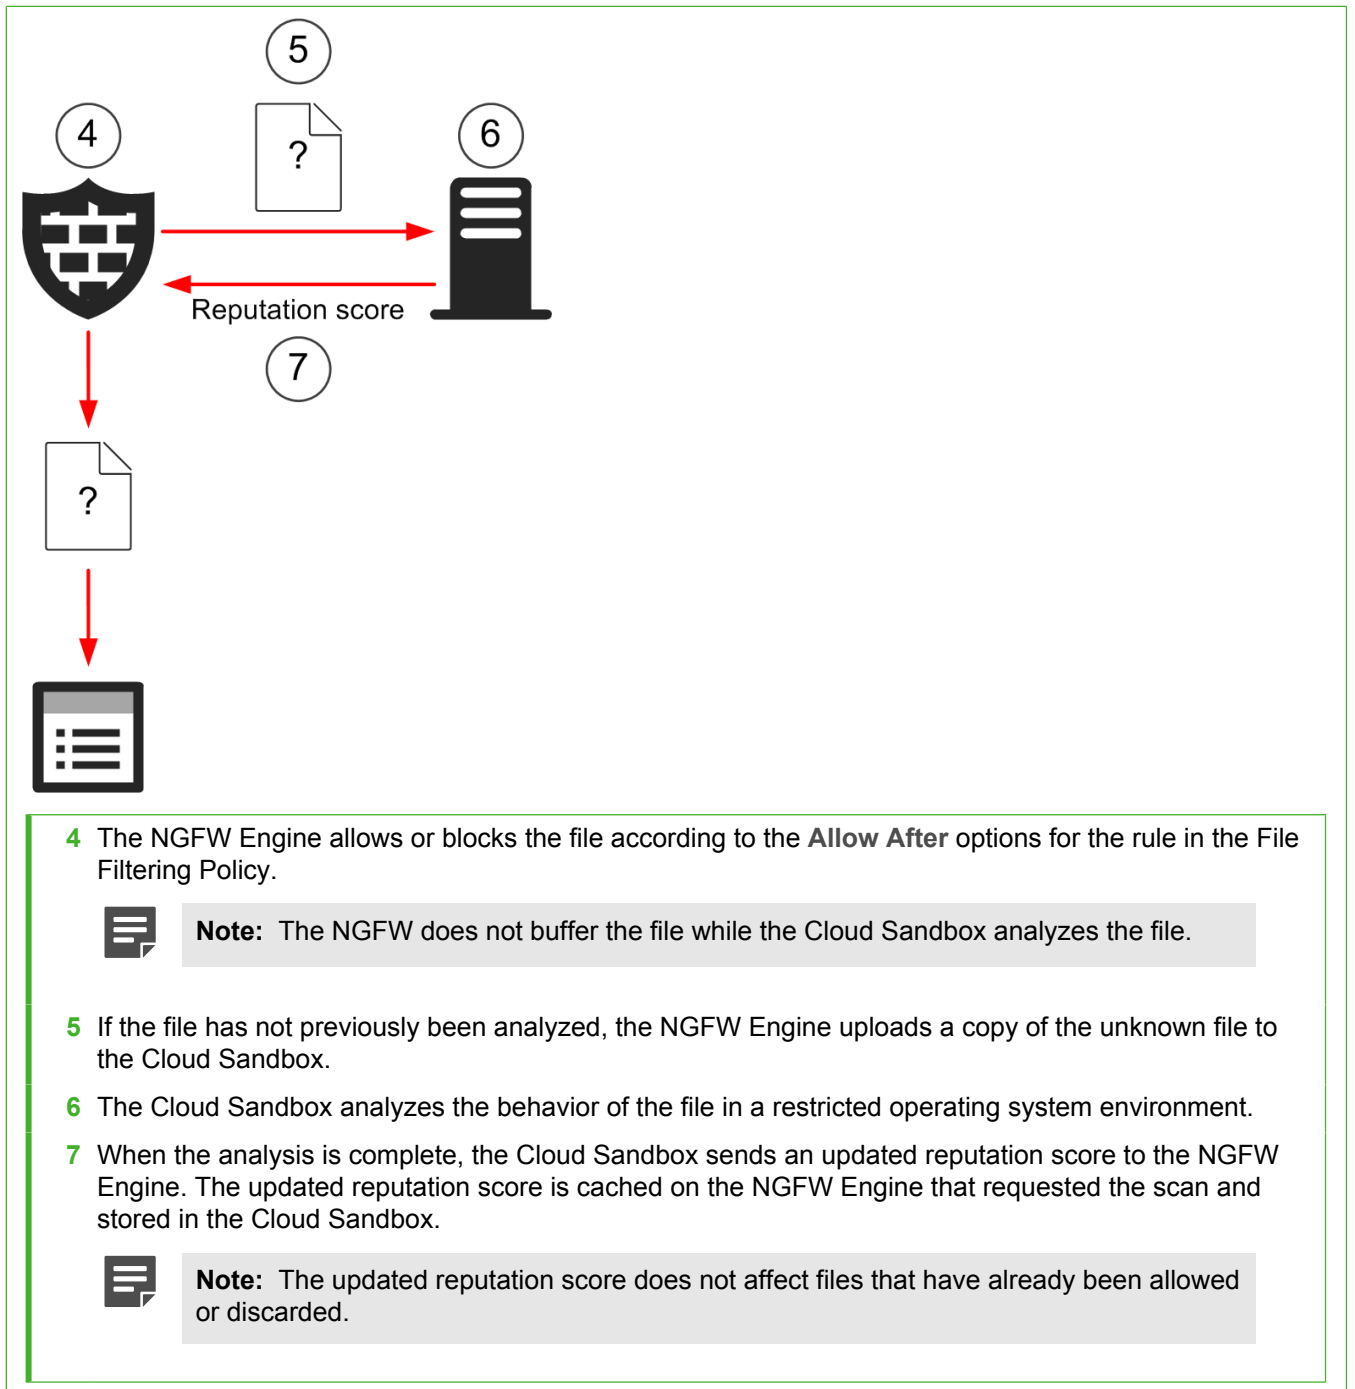 5
4
?
6
Reputation score
7
?
4 The NGFW Engine allows or blocks the file according to the Allow After options for the rule in the File
Filtering Policy.
Note: The NGFW does not buffer the file while the Cloud Sandbox analyzes the file.
5 If the file has not previously been analyzed, the NGFW Engine uploads a copy of the unknown file to
the Cloud Sandbox.
6 The Cloud Sandbox analyzes the behavior of the file in a restricted operating system environment.
7 When the analysis is complete, the Cloud Sandbox sends an updated reputation score to the NGFW
Engine. The updated reputation score is cached on the NGFW Engine that requested the scan and
stored in the Cloud Sandbox.
Note: The updated reputation score does not affect files that have already been allowed
or discarded.